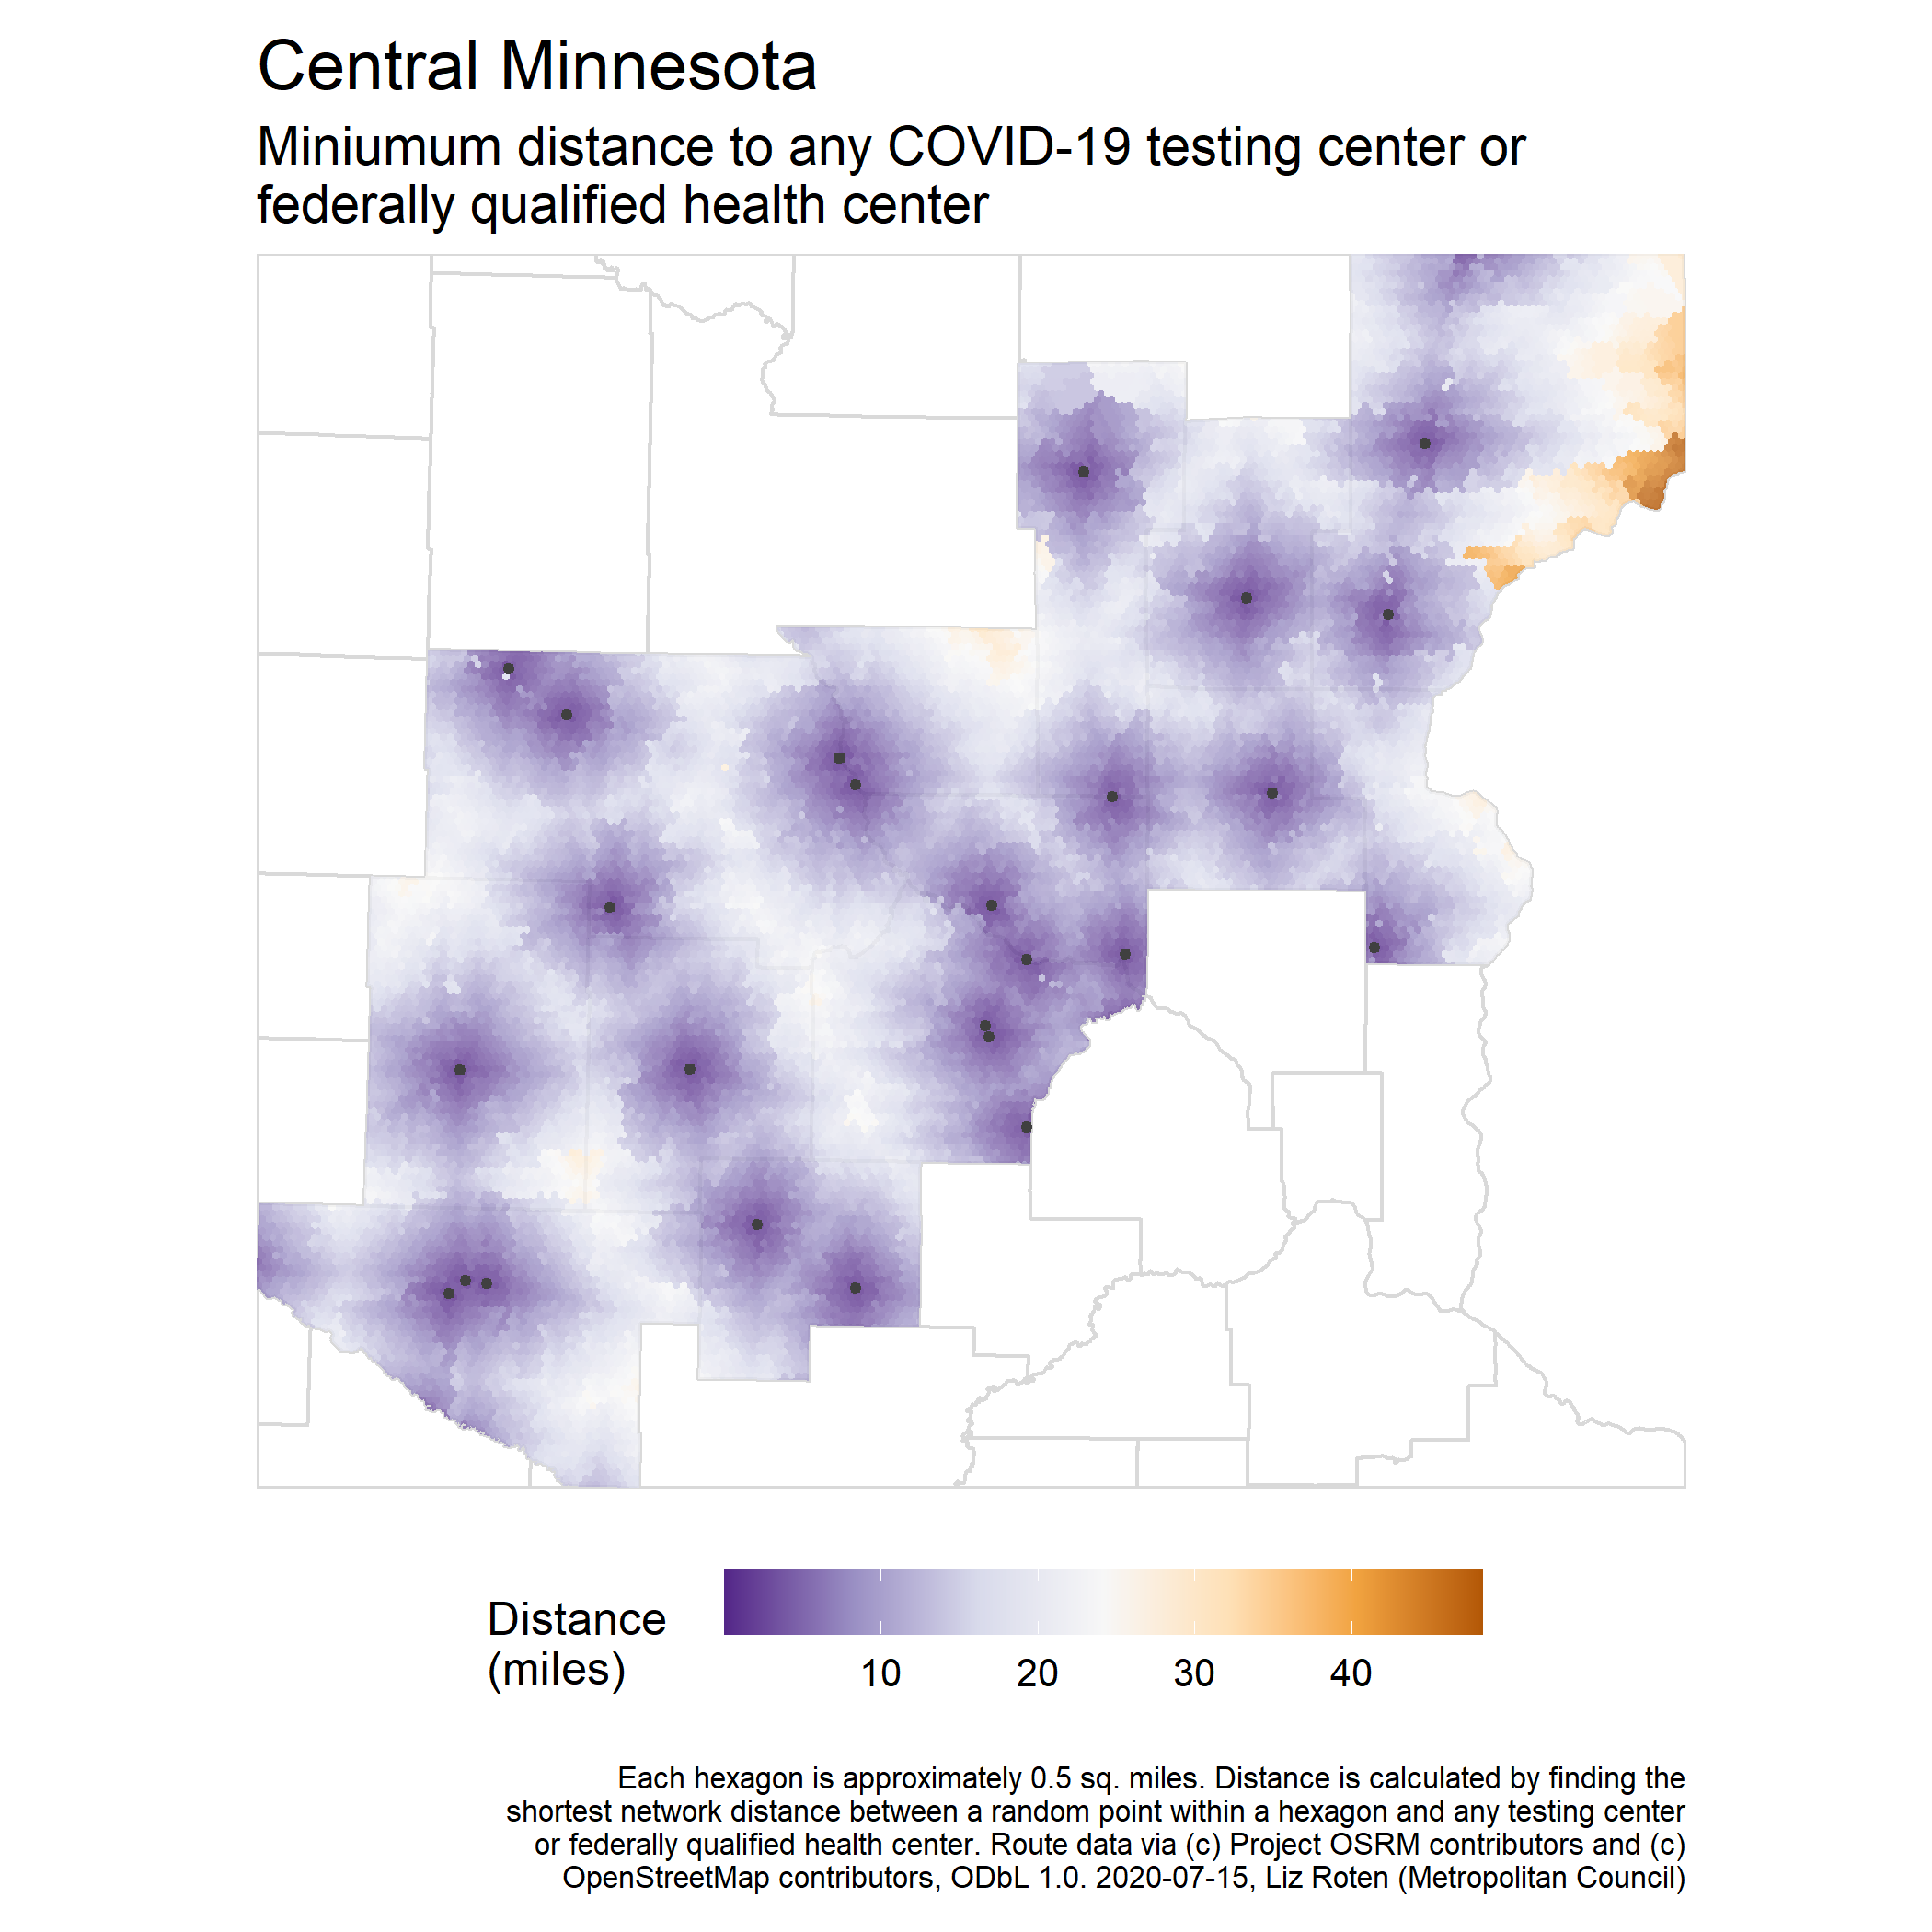 Central Minnesota
Miniumum distance to any COVID-19 testing center or
federally qualified health center
Distance
(miles)
10 20 30 40
Each hexagon is approximately 0.5 sq. miles. Distance is calculated by finding the
shortest network distance between a random point within a hexagon and any testing center
or federally qualified health center. Route data via (c) Project OSRM contributors and (c)
OpenStreetMap contributors, ODbL 1.0. 2020-07-15, Liz Roten (Metropolitan Council)